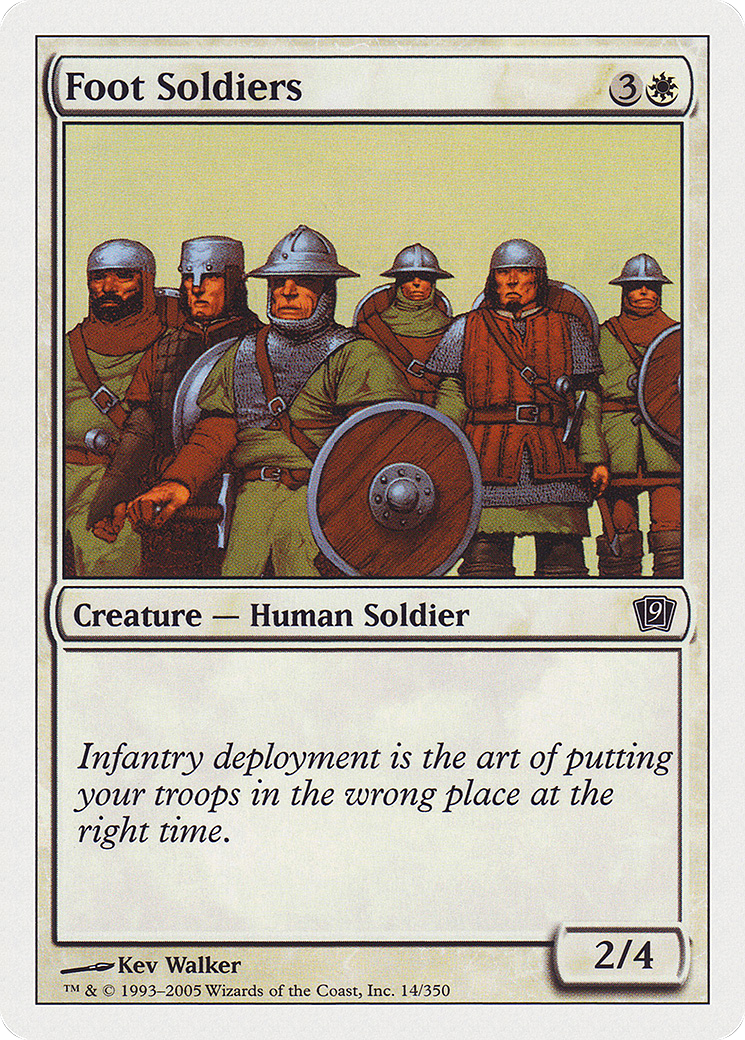 Foot Soldiers 3
Creature — Human Soldier 9
Infantry deployment is the art of putting
your troops in the wrong place at the
right time.
2/4
Kev Walker
™ & © 1993–2005 Wizards of the Coast, Inc. 14/350